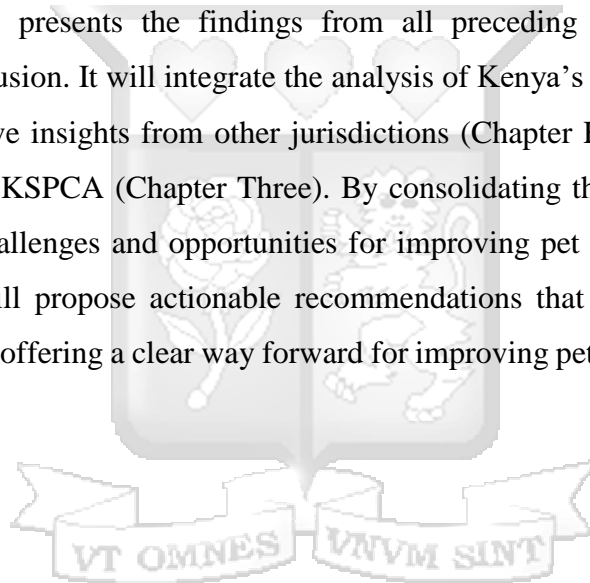 presents the findings from all preceding
usion. It will integrate the analysis of Kenya's
ve insights from other jurisdictions (Chapter
KSPCA (Chapter Three). By consolidating th
allenges and opportunities for improving pet
ill propose actionable recommendations that
offering a clear way forward for improving pet
VT OMNES VNVM SINT